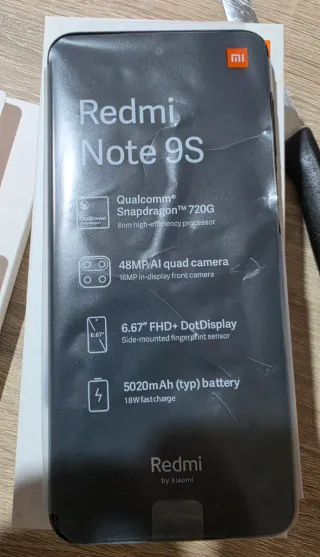 mi
Redmi
Note 9S
Qualcomm®
Snapdragon™ 720G
8nm high-efficiency processor
48MP AI quad camera
16MP in-display front camera
6.67"
6.67" FHD+ DotDisplay
Side-mounted fingerprint sensor
5020mAh (typ) battery
18W fast charge
Redmi
by Xiaomi